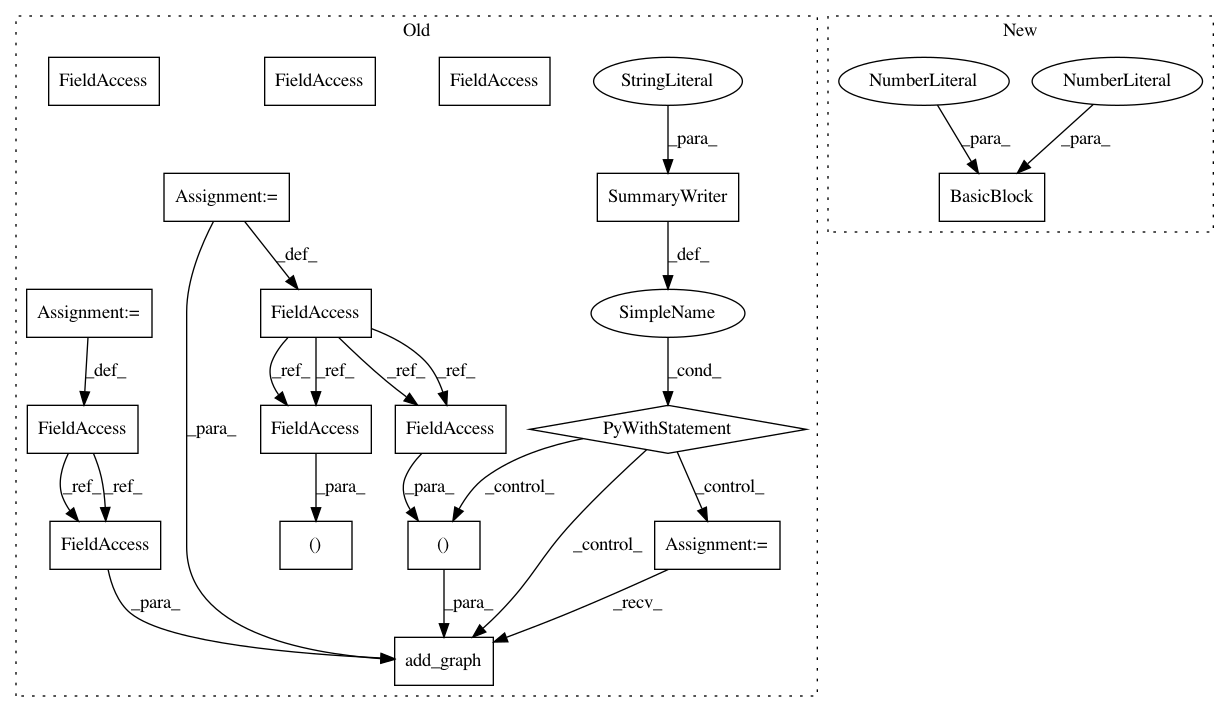 Old
New
FieldAccess
FieldAccess
FieldAccess
StringLiteral
NumberLiteral
NumberLiteral
_para_
_para_
_para_
Assignment:=
SummaryWriter
BasicBlock
_def_
_def_
Assignment:=
FieldAccess
SimpleName
_def_
_ref_
_ref_
_ref_
_ref_
_cond_
FieldAccess
_para_
FieldAccess
FieldAccess
PyWithStatement
_ref_
_ref_
_para_
_para_
_control_
_control_
FieldAccess
()
()
_control_
Assignment:=
_para_
_para_
_recv_
add_graph